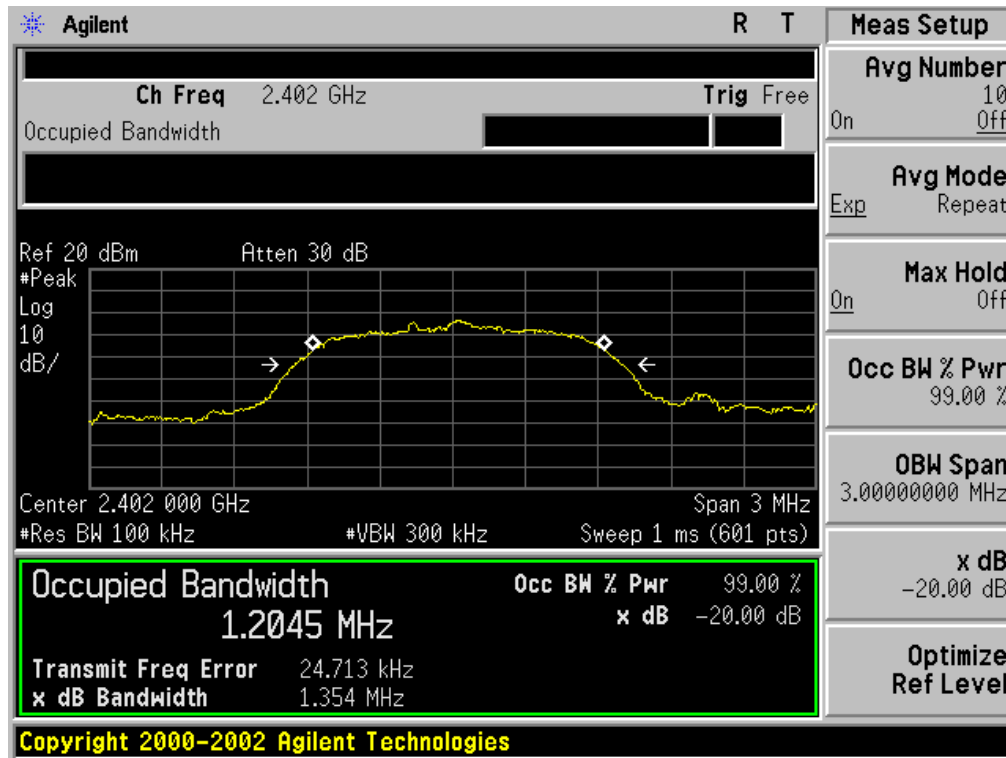 Agilent R T
Ch Freq 2.402 GHz Trig Free
Occupied Bandwidth
Ref 20 dBm Atten 30 dB
#Peak
Log
10
dB/
Center 2.402 000 GHz Span 3 MHz
#Res BW 100 kHz #VBW 300 kHz Sweep 1 ms (601 pts)
Occupied Bandwidth Occ BW % Pwr 99.00 %
1.2045 MHz x dB -20.00 dB
Transmit Freq Error 24.713 kHz
x dB Bandwidth 1.354 MHz
Copyright 2000-2002 Agilent Technologies
Meas Setup
Avg Number
10
On Off
Avg Mode
Exp Repeat
Max Hold
On Off
Occ BW % Pwr
99.00 %
OBW Span
3.00000000 MHz
x dB
-20.00 dB
Optimize
Ref Level